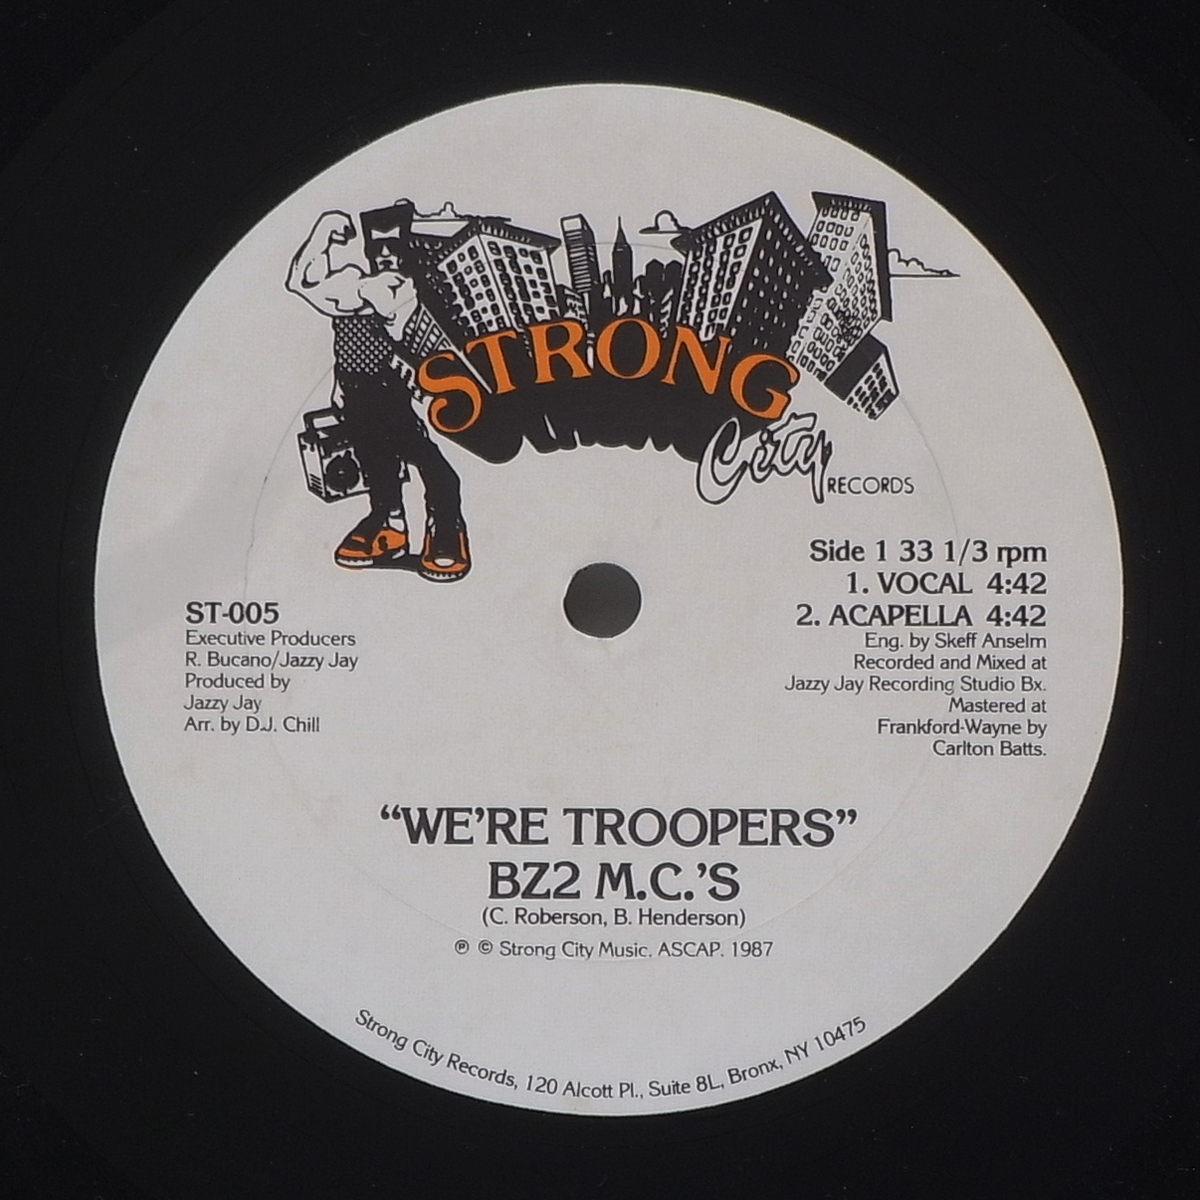 STRONG
City RECORDS
Side 1 33 1/3 rpm
1. VOCAL 4:42
2. ACAPELLA 4:42
Eng. by Skeff Anselm
Recorded and Mixed at
Jazzy Jay Recording Studio Bx.
Mastered at
Frankford-Wayne by
Carlton Batts.
ST-005
Executive Producers
R. Bucano/Jazzy Jay
Produced by
Jazzy Jay
Arr. by D.J. Chill
“WE’RE TROOPERS”
BZ2 M.C.’S
(C. Roberson, B. Henderson)
℗ © Strong City Music. ASCAP. 1987
Strong City Records, 120 Alcott Pl., Suite 8L, Bronx, NY 10475